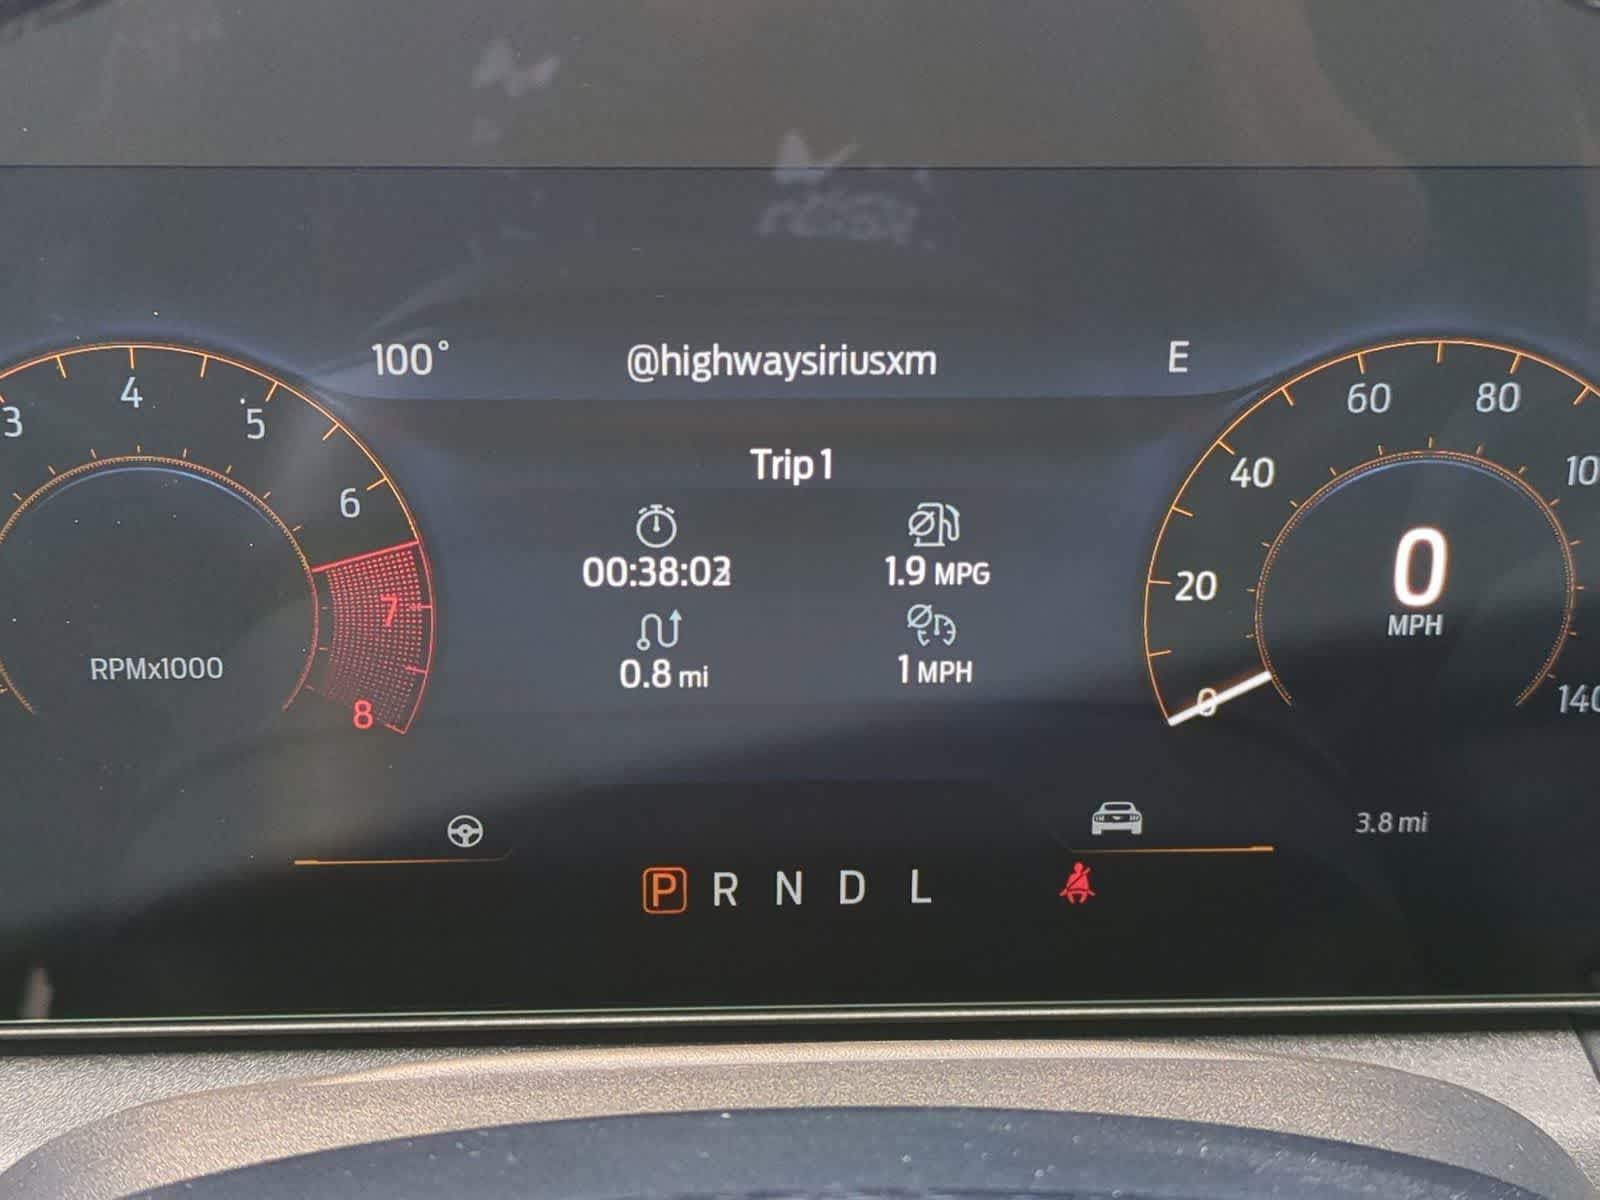 100° @highwaysiriusxm E
Trip 1
00:38:02
1.9 MPG
0.8 mi
1 MPH
3 4 5 6 7 8
RPMx1000
0 20 40 60 80 10 140
0
MPH
3.8 mi
P R N D L